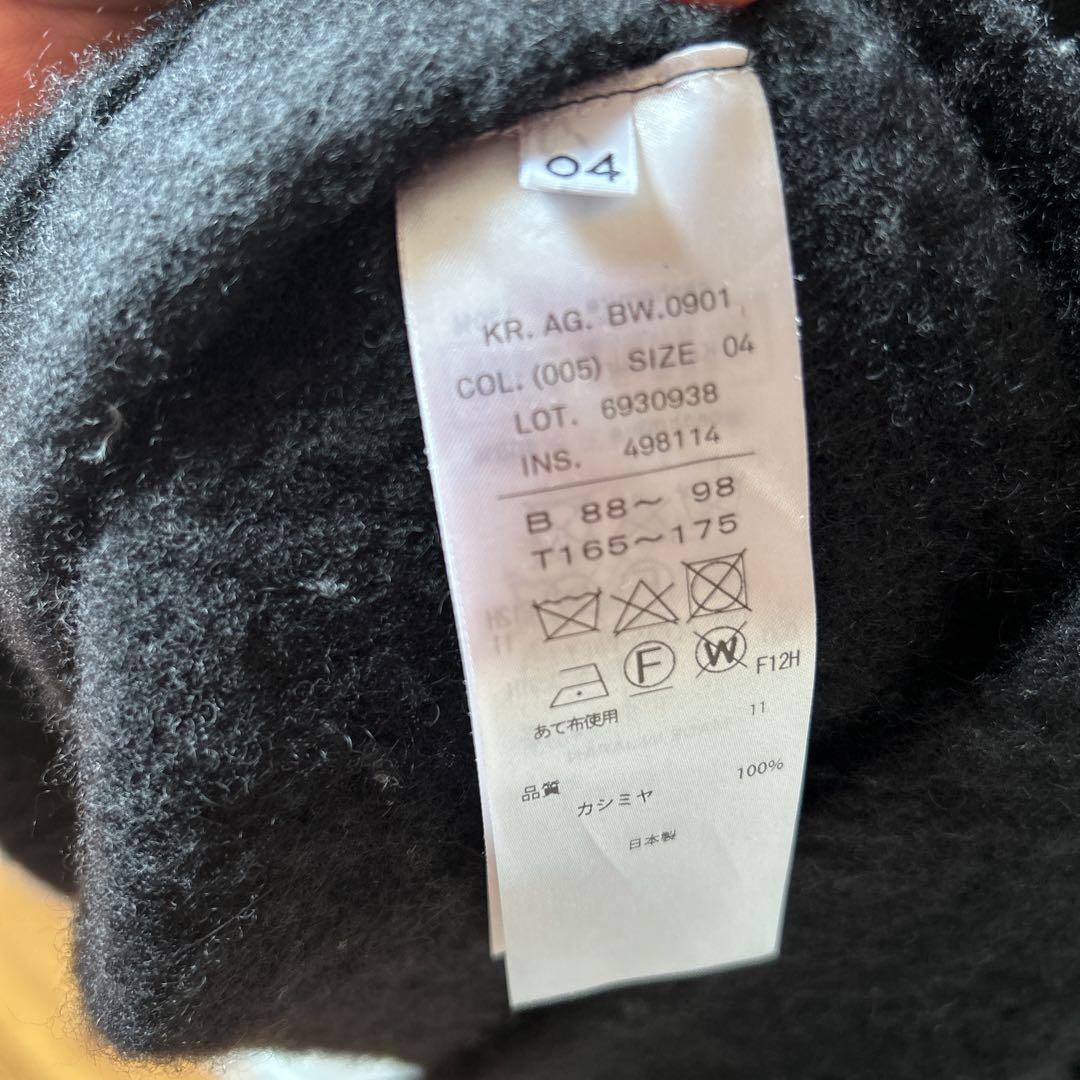 04
KR. AG. BW.0901
COL. (005) SIZE 04
LOT. 6930938
INS. 498114
B 88～ 98
T165～175
F W F12H
あて布使用 11
品質
カシミヤ 100%
日本製